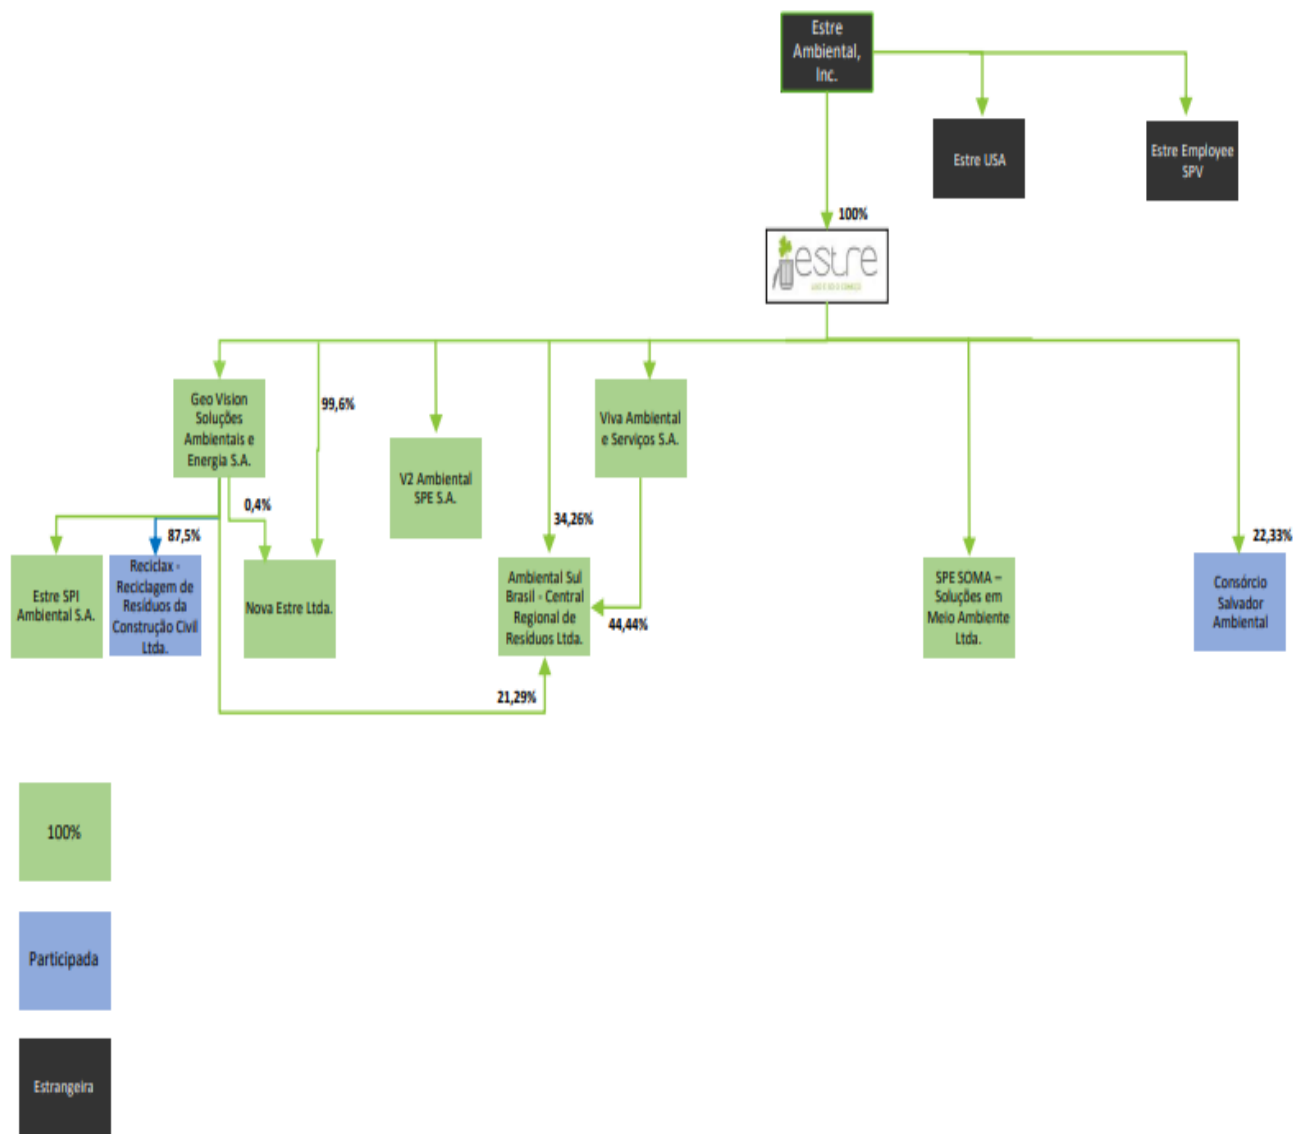 Estre
Ambiental,
Inc.
Estre USA
Estre Employee
SPV
100%
estre
Geo Vision
Soluções
Ambientais e
Energia S.A.
99,6%
Viva Ambiental
e Serviços S.A.
V2 Ambiental
SPE S.A.
0,4%
87,5%
34,26%
22,33%
Estre SPI
Ambiental S.A.
Reciclax -
Reciclagem de
Resíduos da
Construção Civil
Ltda.
Nova Estre Ltda.
Ambiental Sul
Brasil - Central
Regional de
Resíduos Ltda.
44,44%
SPE SOMA –
Soluções em
Meio Ambiente
Ltda.
Consórcio
Salvador
Ambiental
21,29%
100%
Participada
Estrangeira